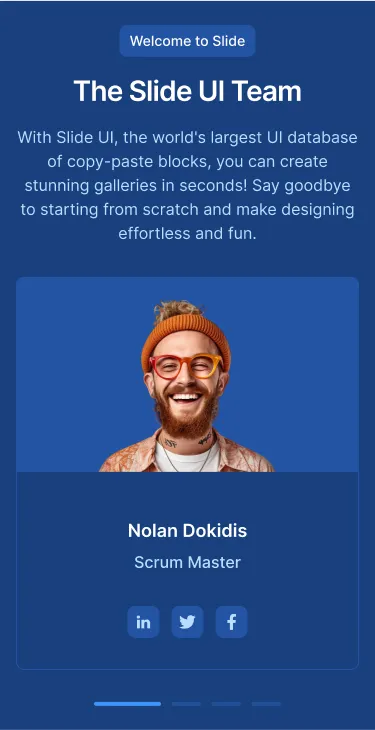 Welcome to Slide
The Slide UI Team
With Slide UI, the world's largest UI database
of copy-paste blocks, you can create
stunning galleries in seconds! Say goodbye
to starting from scratch and make designing
effortless and fun.
Nolan Dokidis
Scrum Master
in